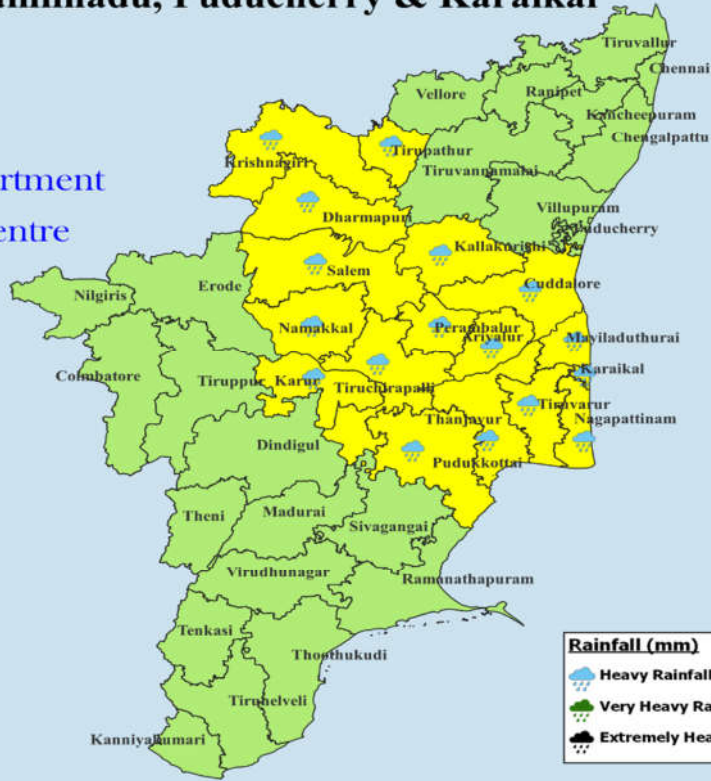 amilnadu, Puducherry & Karaikal
rtment
entre
Tiruvallur
Chennai
Vellore
Ranipet
Kancheepuram
Chengalpattu
Krishnagiri
Tirupathur
Tiruvannamalai
Dharmapuri
Villupuram
Puducherry
Kallakurishi
Salem
Cuddalore
Erode
Nilgiris
Namakkal
Perambalur
Ariyalur
Mayiladuthurai
Karaikal
Coimbatore
Tiruppur
Karur
Tiruchirapalli
Tiruvarur
Thanjavur
Nagapattinam
Dindigul
Pudukkottai
Theni
Madurai
Sivagangai
Virudhunagar
Ramanathapuram
Tenkasi
Thoothukudi
Tirunelveli
Kanniyakumari
Rainfall (mm)
Heavy Rainfall
Very Heavy Ra
Extremely Hea